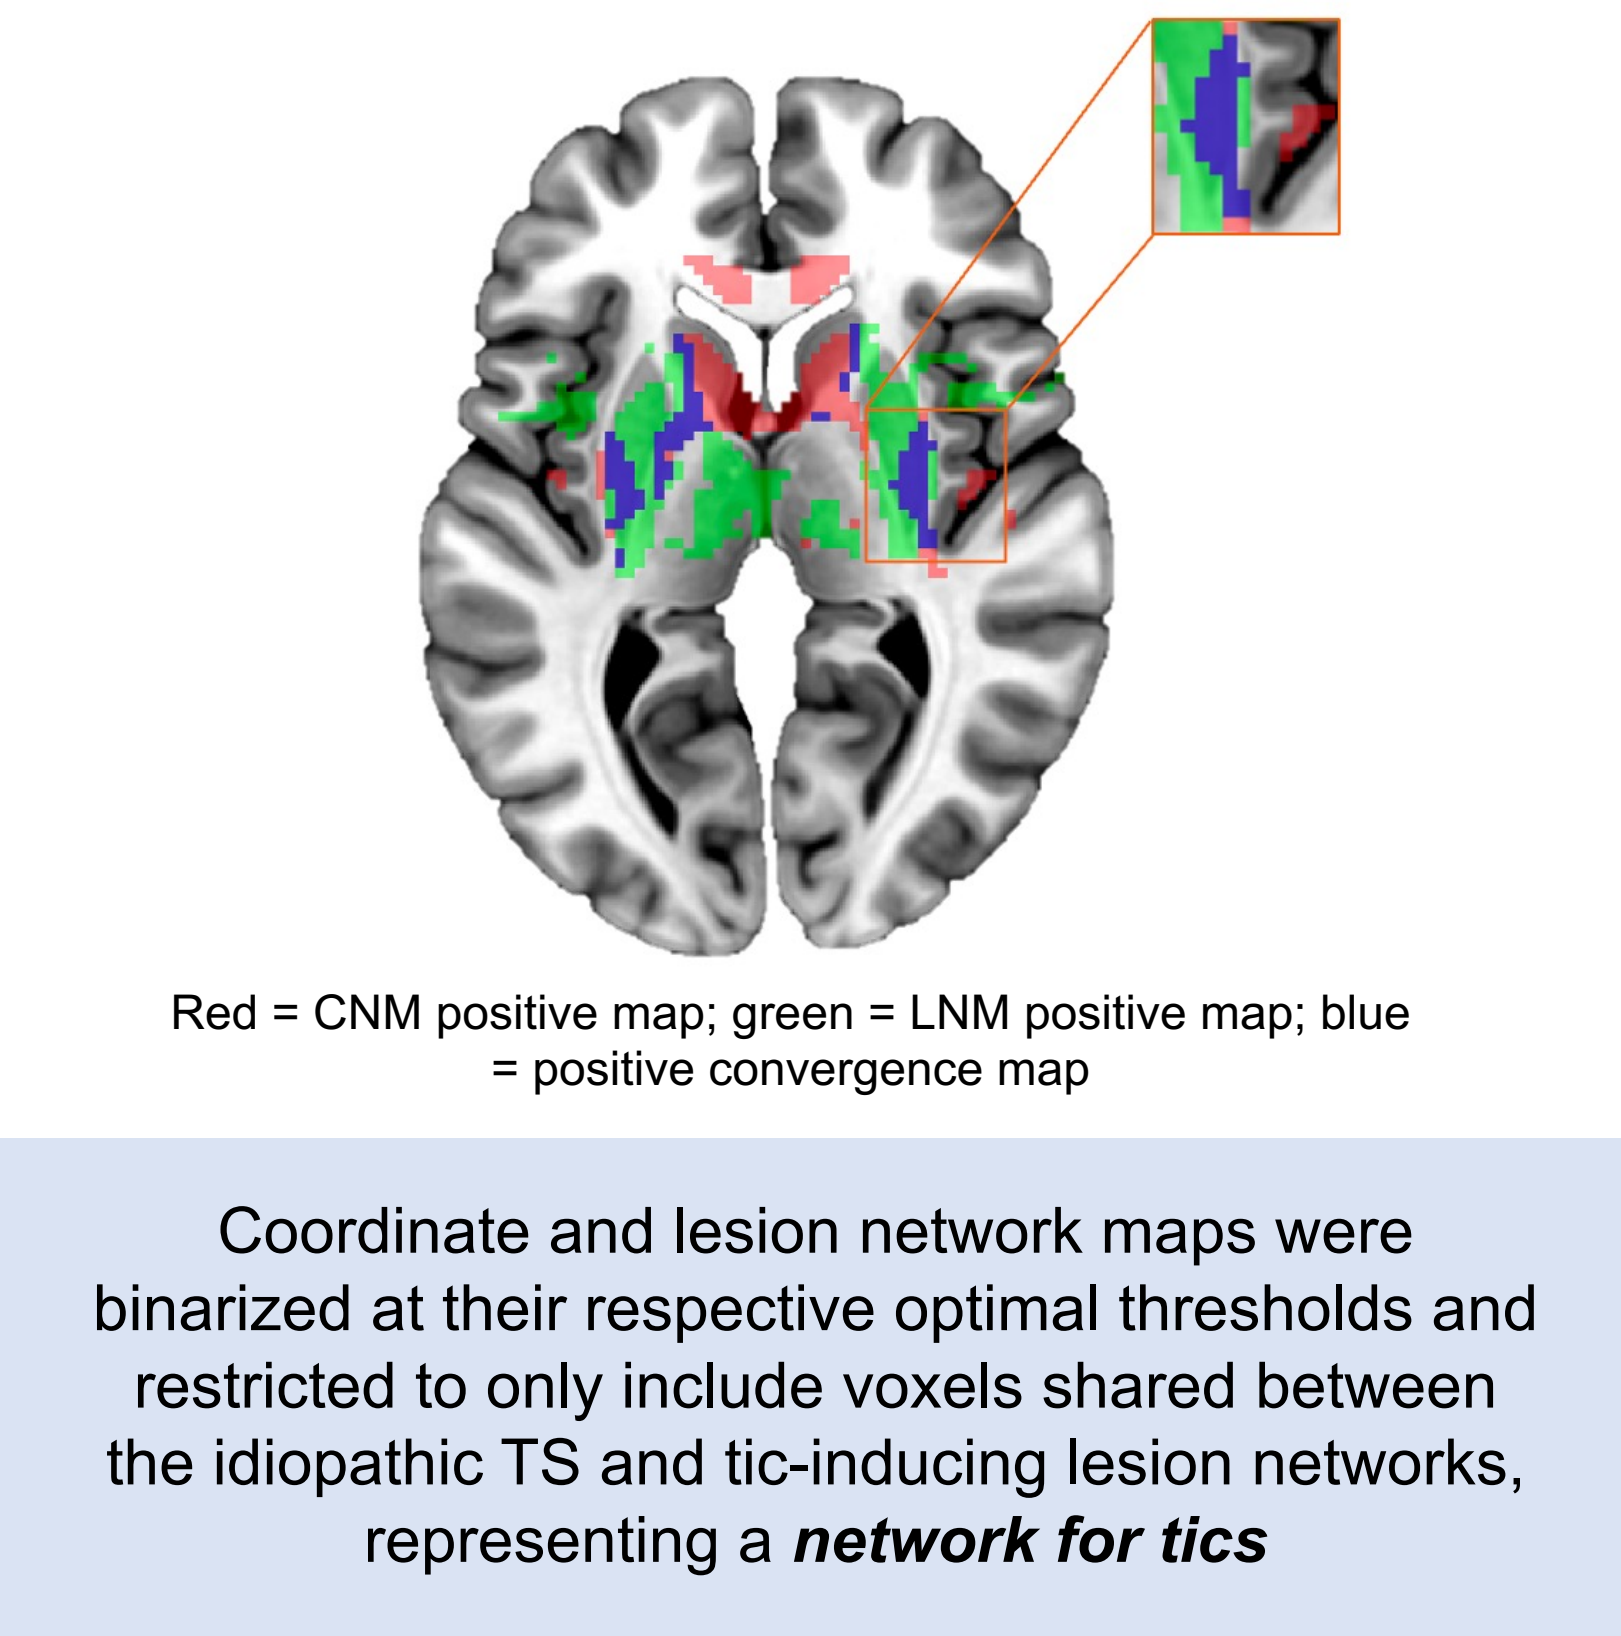 Red = CNM positive map; green = LNM positive map; blue
= positive convergence map
Coordinate and lesion network maps were
binarized at their respective optimal thresholds and
restricted to only include voxels shared between
the idiopathic TS and tic-inducing lesion networks,
representing a network for tics